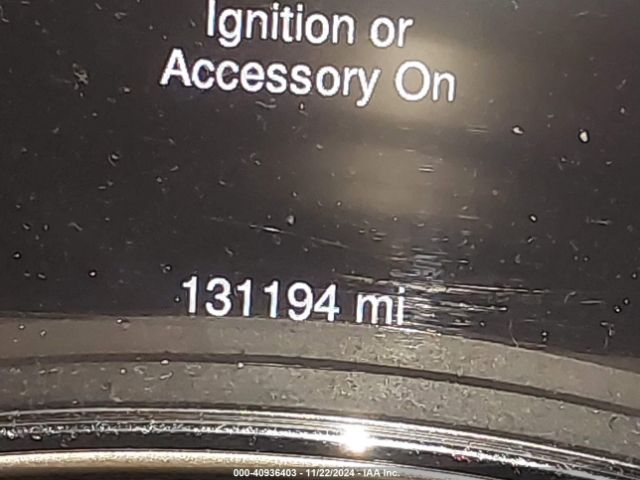 Ignition or
Accessory On
131194 mi
000-40936403 - 11/22/2024 - IAA Inc.